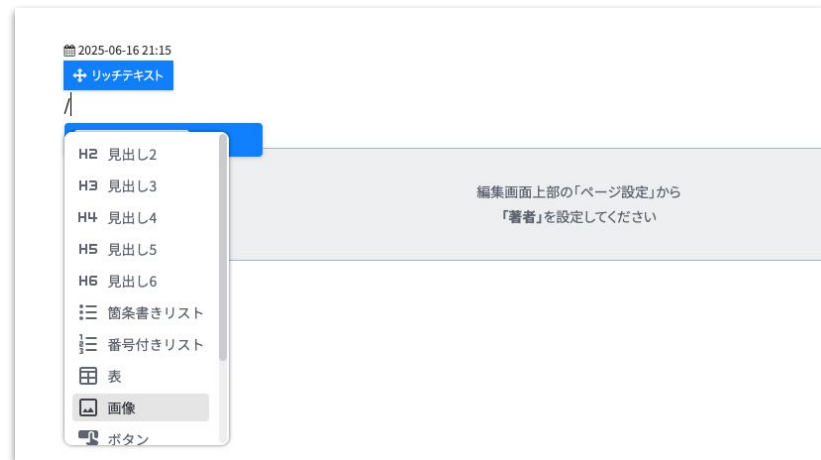 2025-06-16 21:15
リッチテキスト
/
H2 見出し2
H3 見出し3
H4 見出し4
H5 見出し5
H6 見出し6
箇条書きリスト
番号付きリスト
表
画像
ボタン
編集画面上部の「ページ設定」から
「著者」を設定してください